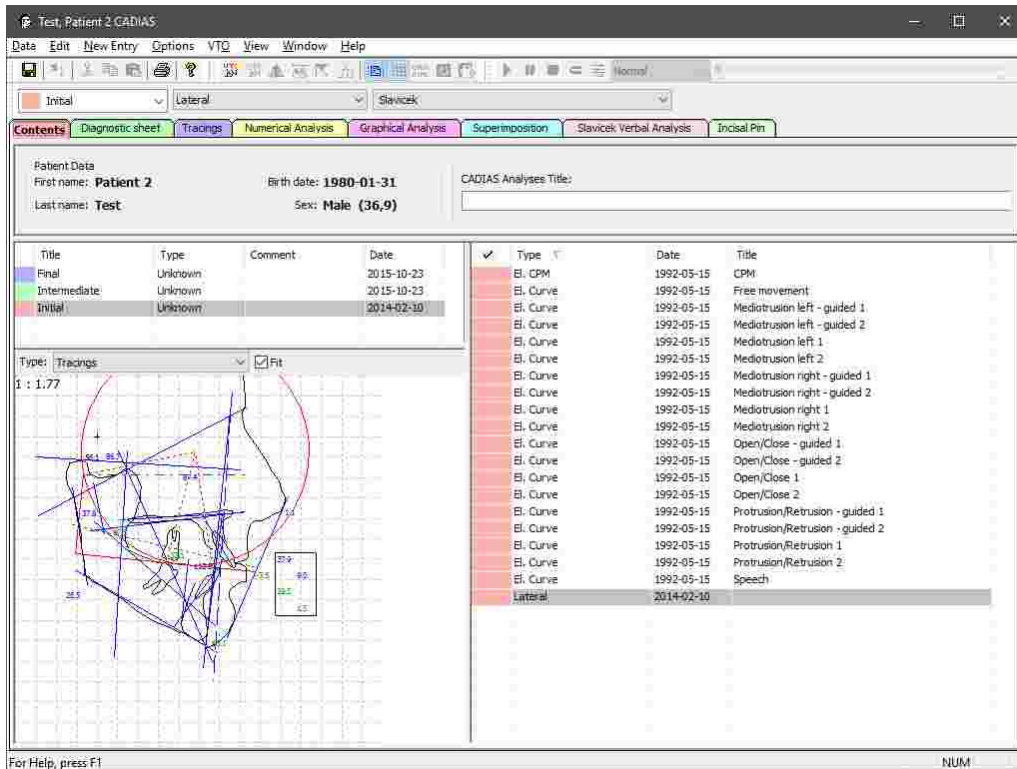 Test, Patient 2 CADIAS
Data Edit New Entry Options VTO View Window Help
Normal
Initial Lateral Slavicek
Contents Diagnostic sheet Tracings Numerical Analysis Graphical Analysis Superimposition Slavicek Verbal Analysis Incisal Pin
Patient Data
First name: Patient 2 Birth date: 1980-01-31 CADIAS Analyses Title:
Last name: Test Sex: Male (36,9)
Title Type Comment Date
Final Unknown 2015-10-23
Intermediate Unknown 2015-10-23
Initial Unknown 2014-02-10
Type: Tracings Fit
1 : 1.77
37.8
26.5
✓ Type Date Title
El. CPM 1992-05-15 CPM
El. Curve 1992-05-15 Free movement
El. Curve 1992-05-15 Mediotrusion left - guided 1
El. Curve 1992-05-15 Mediotrusion left - guided 2
El. Curve 1992-05-15 Mediotrusion left 1
El. Curve 1992-05-15 Mediotrusion left 2
El. Curve 1992-05-15 Mediotrusion right - guided 1
El. Curve 1992-05-15 Mediotrusion right - guided 2
El. Curve 1992-05-15 Mediotrusion right 1
El. Curve 1992-05-15 Mediotrusion right 2
El. Curve 1992-05-15 Open/Close - guided 1
El. Curve 1992-05-15 Open/Close - guided 2
El. Curve 1992-05-15 Open/Close 1
El. Curve 1992-05-15 Open/Close 2
El. Curve 1992-05-15 Protrusion/Retrusion - guided 1
El. Curve 1992-05-15 Protrusion/Retrusion - guided 2
El. Curve 1992-05-15 Protrusion/Retrusion 1
El. Curve 1992-05-15 Protrusion/Retrusion 2
El. Curve 1992-05-15 Speech
Lateral 2014-02-10
For Help, press F1 NUM